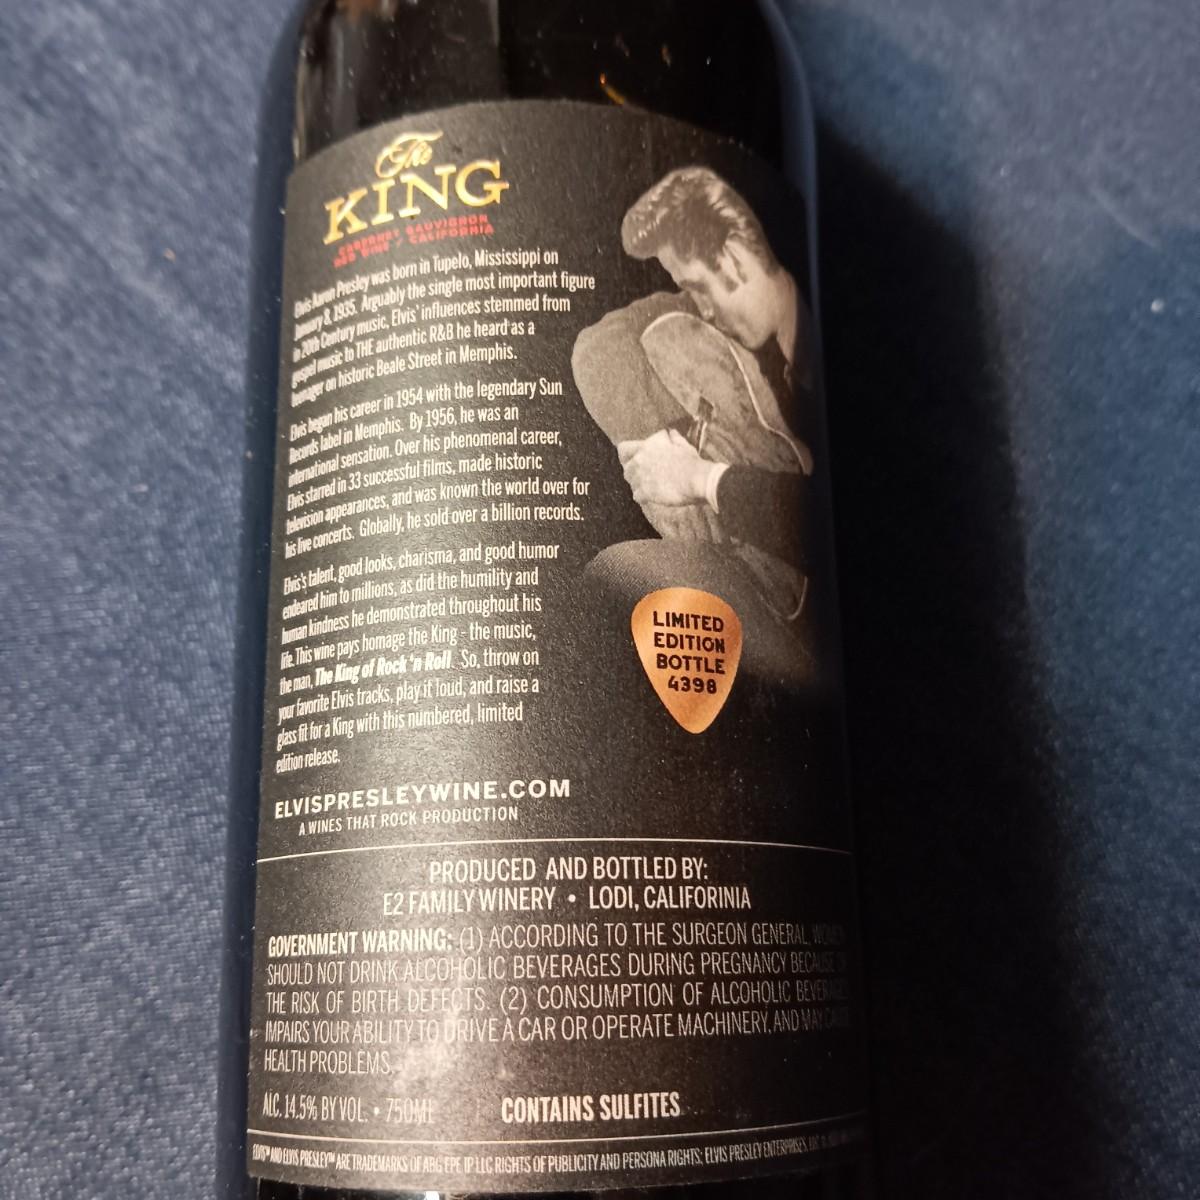 The
KING
CABERNET SAUVIGNON
RED WINE / CALIFORNIA
Elvis Aaron Presley was born in Tupelo, Mississippi on
January 8, 1935. Arguably the single most important figure
in 20th Century music, Elvis' influences stemmed from
gospel music to THE authentic R&B he heard as a
teenager on historic Beale Street in Memphis.
Elvis began his career in 1954 with the legendary Sun
Records label in Memphis. By 1956, he was an
international sensation. Over his phenomenal career,
Elvis starred in 33 successful films, made historic
television appearances, and was known the world over for
his live concerts. Globally, he sold over a billion records.
Elvis's talent, good looks, charisma, and good humor
endeared him to millions, as did the humility and
human kindness he demonstrated throughout his
life. This wine pays homage the King - the music,
the man, The King of Rock 'n Roll. So, throw on
your favorite Elvis tracks, play it loud, and raise a
glass fit for a King with this numbered, limited
edition release.
LIMITED
EDITION
BOTTLE
4398
ELVISPRESLEYWINE.COM
A WINES THAT ROCK PRODUCTION
PRODUCED AND BOTTLED BY:
E2 FAMILY WINERY • LODI, CALIFORINIA
GOVERNMENT WARNING: (1) ACCORDING TO THE SURGEON GENERAL, WOMEN
SHOULD NOT DRINK ALCOHOLIC BEVERAGES DURING PREGNANCY BECAUSE OF
THE RISK OF BIRTH DEFECTS. (2) CONSUMPTION OF ALCOHOLIC BEVERAGES
IMPAIRS YOUR ABILITY TO DRIVE A CAR OR OPERATE MACHINERY, AND MAY CAUSE
HEALTH PROBLEMS.
ALC. 14.5% BY VOL. • 750ML
CONTAINS SULFITES
ELVIS™ AND ELVIS PRESLEY™ ARE TRADEMARKS OF ABG EPE IP LLC RIGHTS OF PUBLICITY AND PERSONA RIGHTS: ELVIS PRESLEY ENTERPRISES,